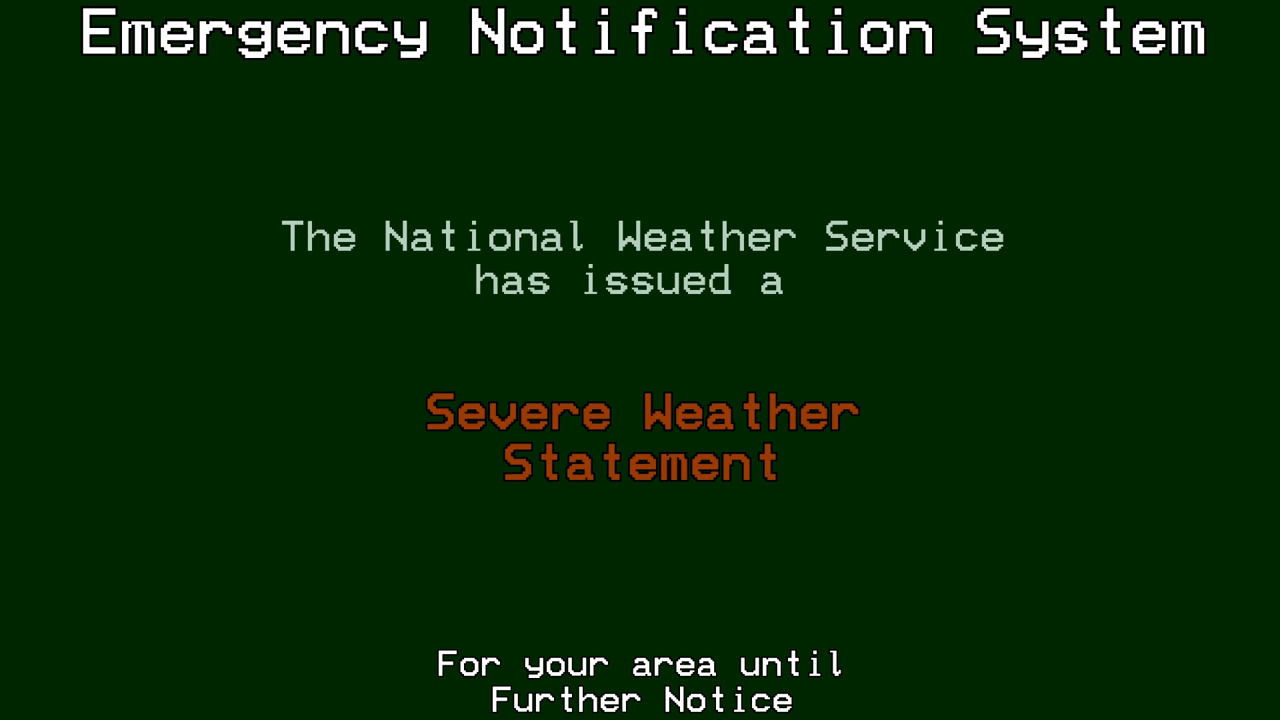 Emergency Notification System
The National Weather Service
has issued a
Severe Weather
Statement
For your area until
Further Notice